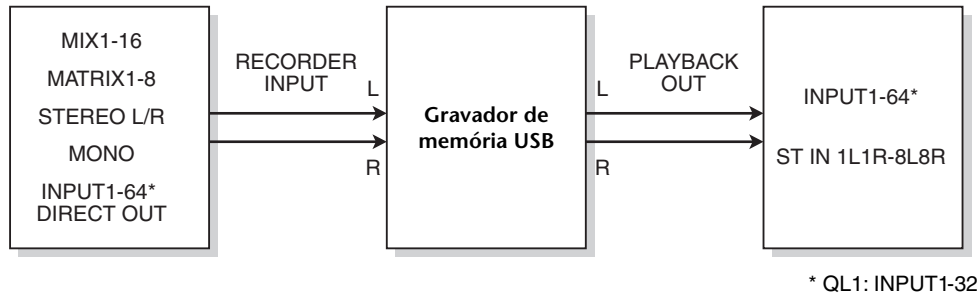 MIX1-16
MATRIX1-8
STEREO L/R
MONO
INPUT1-64*
DIRECT OUT
RECORDER
INPUT
L
R
Gravador de
memória USB
L
R
PLAYBACK
OUT
INPUT1-64*
ST IN 1L1R-8L8R
* QL1: INPUT1-32